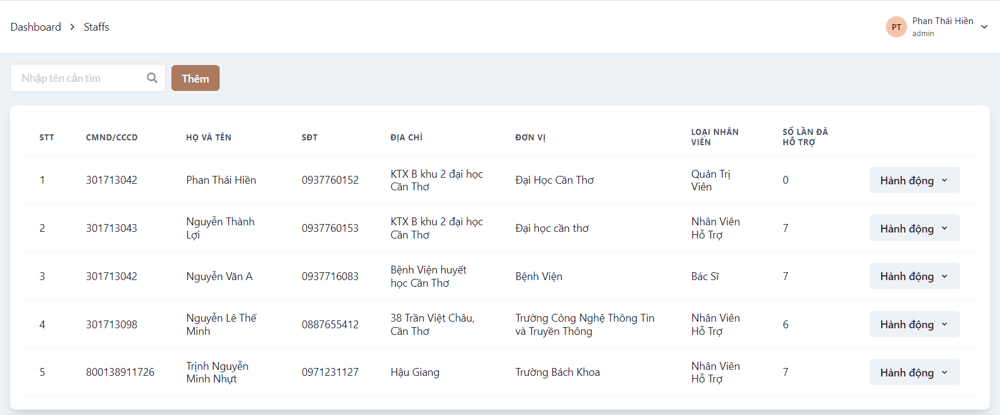 Dashboard > Staffs
PT
Phan Thái Hiền
admin
Nhập tên cần tìm
Thêm
STT
CMND/CCCD
HỌ VÀ TÊN
SĐT
ĐỊA CHỈ
ĐƠN VỊ
LOẠI NHÂN
VIÊN
SỐ LẦN ĐÃ
HỖ TRỢ
1
301713042
Phan Thái Hiền
0937760152
KTX B khu 2 đại học
Cần Thơ
Đại Học Cần Thơ
Quản Trị
Viên
0
Hành động
2
301713043
Nguyễn Thành
Lợi
0937760153
KTX B khu 2 đại học
Cần Thơ
Đại học cần thơ
Nhân Viên
Hỗ Trợ
7
Hành động
3
301713042
Nguyễn Văn A
0937716083
Bệnh Viện huyết
học Cần Thơ
Bệnh Viện
Bác Sĩ
7
Hành động
4
301713098
Nguyễn Lê Thế
Minh
0887655412
38 Trần Việt Châu,
Cần Thơ
Trường Công Nghệ Thông Tin
và Truyền Thông
Nhân Viên
Hỗ Trợ
6
Hành động
5
800138911726
Trịnh Nguyễn
Minh Nhựt
0971231127
Hậu Giang
Trường Bách Khoa
Nhân Viên
Hỗ Trợ
7
Hành động